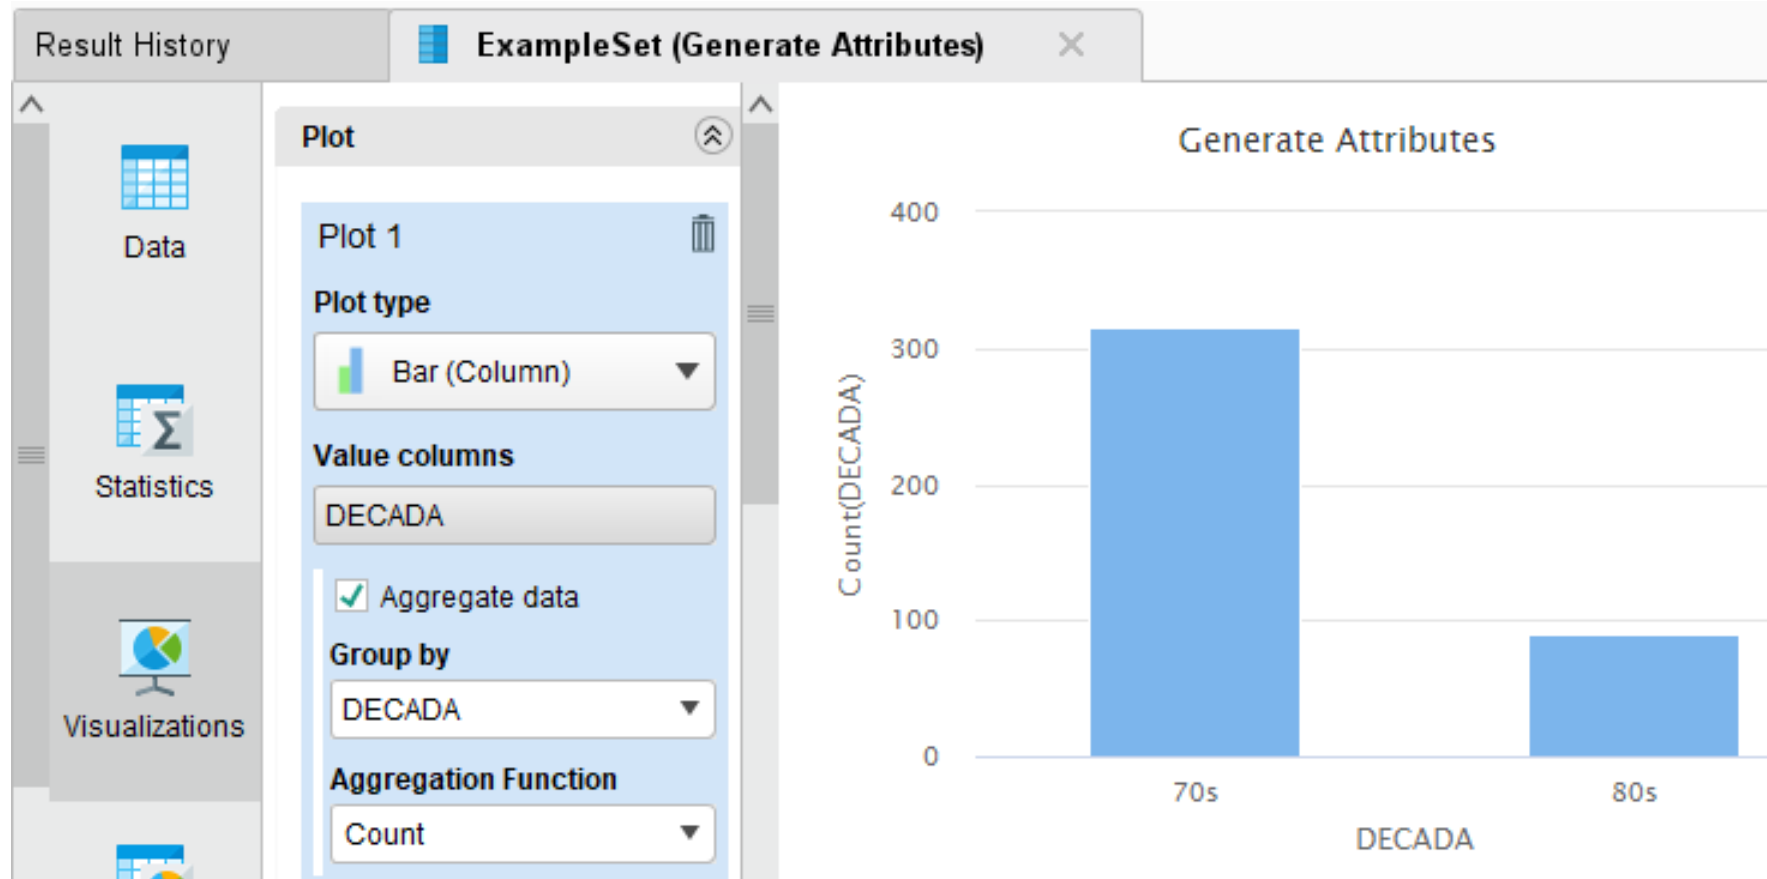 Result History
ExampleSet (Generate Attributes)
Data
Statistics
Visualizations
Plot
Plot 1
Plot type
Bar (Column)
Value columns
DECADA
Aggregate data
Group by
DECADA
Aggregation Function
Count
Generate Attributes
400
300
200
100
0
Count(DECADA)
70s
80s
DECADA